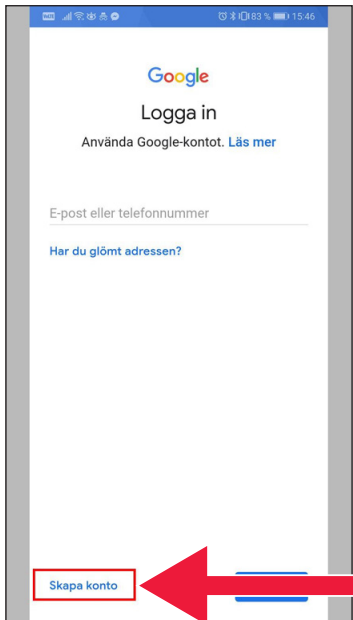 83 % 15:46
Google
Logga in
Använda Google-kontot. Läs mer
E-post eller telefonnummer
Har du glömt adressen?
Skapa konto